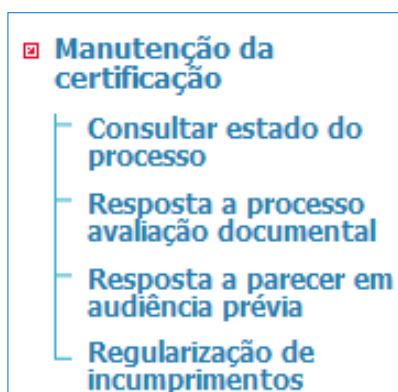 Manutenção da
certificação
Consultar estado do
processo
Resposta a processo
avaliação documental
Resposta a parecer em
audiência prévia
Regularização de
incumprimentos